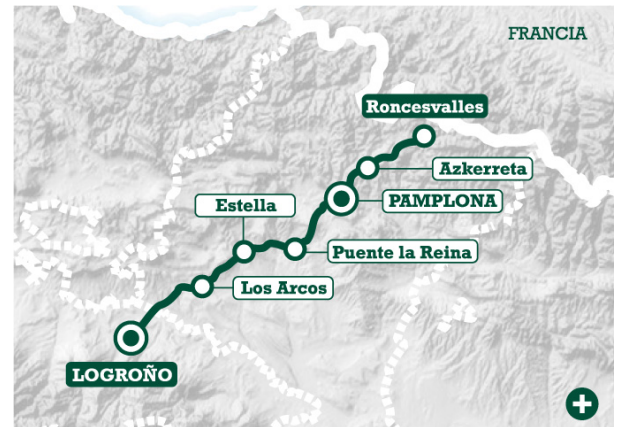 FRANCIA
Roncesvalles
Azkerreta
PAMPLONA
Estella
Puente la Reina
Los Arcos
LOGROÑO